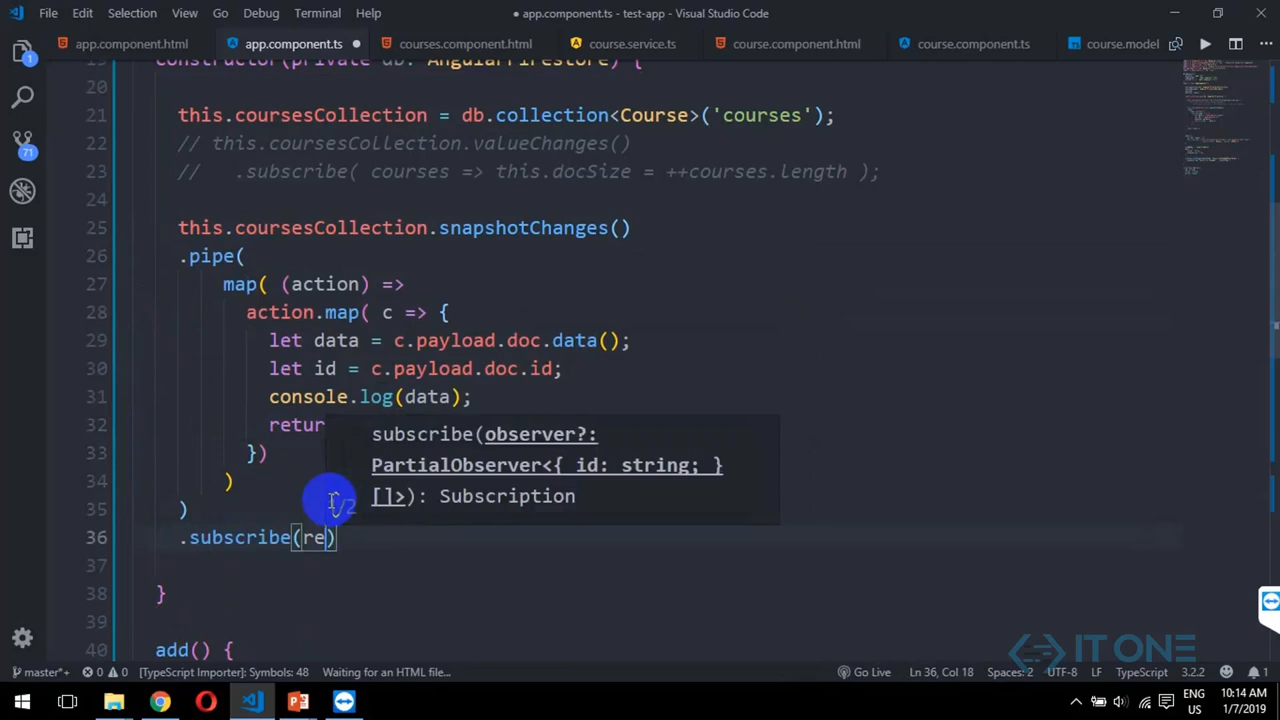 File Edit Selection View Go Debug Terminal Help
● app.component.ts - test-app - Visual Studio Code
app.component.html app.component.ts ● courses.component.html course.service.ts course.component.html course.component.ts course.model
19 constructor(private db: AngularFirestore) {
20
21 this.coursesCollection = db.collection<Course>('courses');
22 // this.coursesCollection.valueChanges()
23 // .subscribe( courses => this.docSize = ++courses.length );
24
25 this.coursesCollection.snapshotChanges()
26 .pipe(
27 map( (action) =>
28 action.map( c => {
29 let data = c.payload.doc.data();
30 let id = c.payload.doc.id;
31 console.log(data);
32 retur
33 })
34 )
35 )
36 .subscribe(re)
38 }
39
40 add() {
subscribe(observer?:
PartialObserver<{ id: string; }
[]>): Subscription
1/2
1
71
IT ONE
master*+ 0 0 [TypeScript Importer]: Symbols: 48 Waiting for an HTML file... Go Live Ln 36, Col 18 Spaces: 2 UTF-8 LF TypeScript 3.2.2 1
ENG
US
10:14 AM
1/7/2019